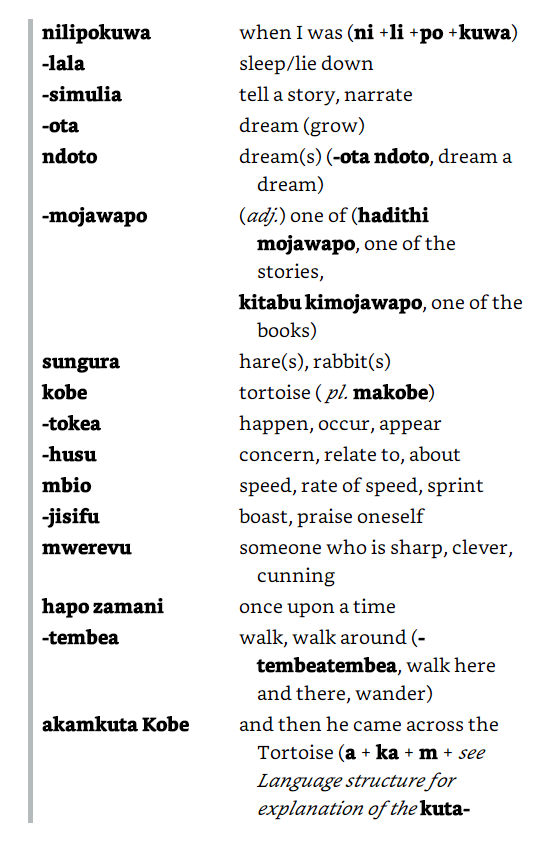 nilipokuwa when I was (ni +li +po +kuwa)
-lala sleep/lie down
-simulia tell a story, narrate
-ota dream (grow)
ndoto dream(s) (-ota ndoto, dream a
dream)
-mojawapo (adj.) one of (hadithi
mojawapo, one of the
stories,
kitabu kimojawapo, one of the
books)
sungura hare(s), rabbit(s)
kobe tortoise ( pl. makobe)
-tokea happen, occur, appear
-husu concern, relate to, about
mbio speed, rate of speed, sprint
-jisifu boast, praise oneself
mwerevu someone who is sharp, clever,
cunning
hapo zamani once upon a time
-tembea walk, walk around (-
tembeatembea, walk here
and there, wander)
akamkuta Kobe and then he came across the
Tortoise (a + ka + m + see
Language structure for
explanation of the kuta-